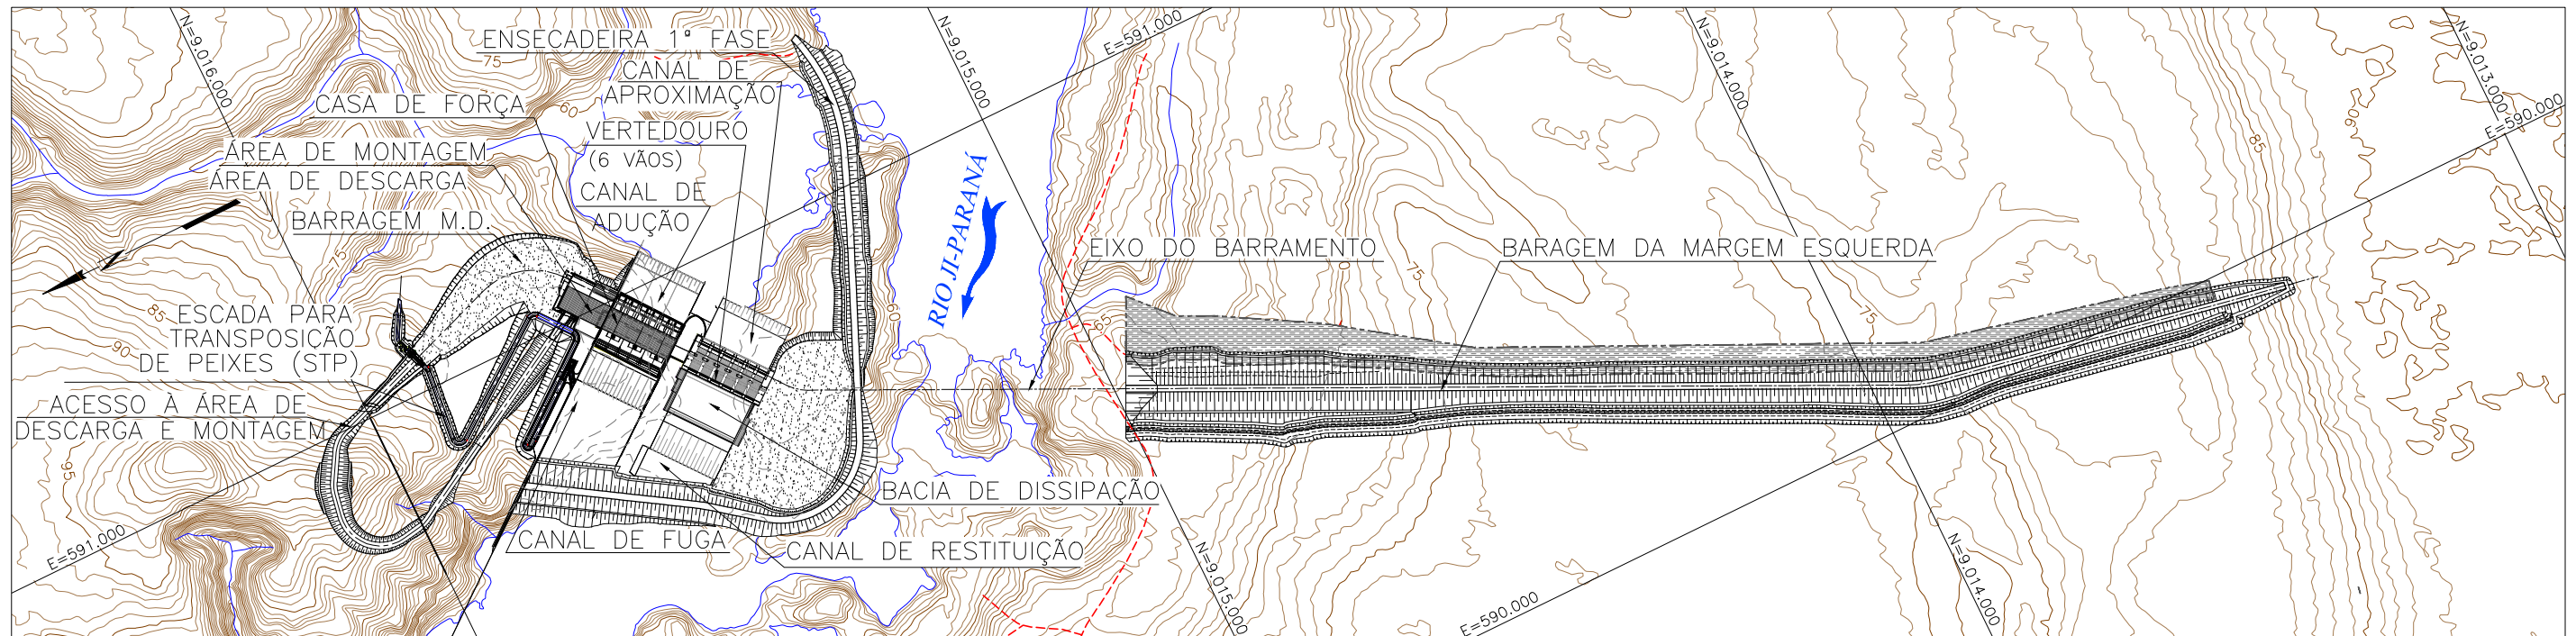 N=9.016.000
75
ENSECADEIRA 1ª FASE
CANAL DE
APROXIMAÇÃO
60
CASA DE FORÇA
VERTEDOURO
(6 VÃOS)
ÁREA DE MONTAGEM
ÁREA DE DESCARGA
CANAL DE
ADUÇÃO
BARRAGEM M.D.
75
85
90
ESCADA PARA
TRANSPOSIÇÃO
DE PEIXES (STP)
ACESSO À ÁREA DE
DESCARGA E MONTAGEM
95
E=591.000
CANAL DE FUGA
CANAL DE RESTITUIÇÃO
BACIA DE DISSIPAÇÃO
N=9.015.000
E=591.000
RIO JI-PARANÁ
60
65
EIXO DO BARRAMENTO
75
BARAGEM DA MARGEM ESQUERDA
75
N=9.014.000
N=9.013.000
E=590.000
90
85
N=9.015.000
E=590.000
N=9.014.000